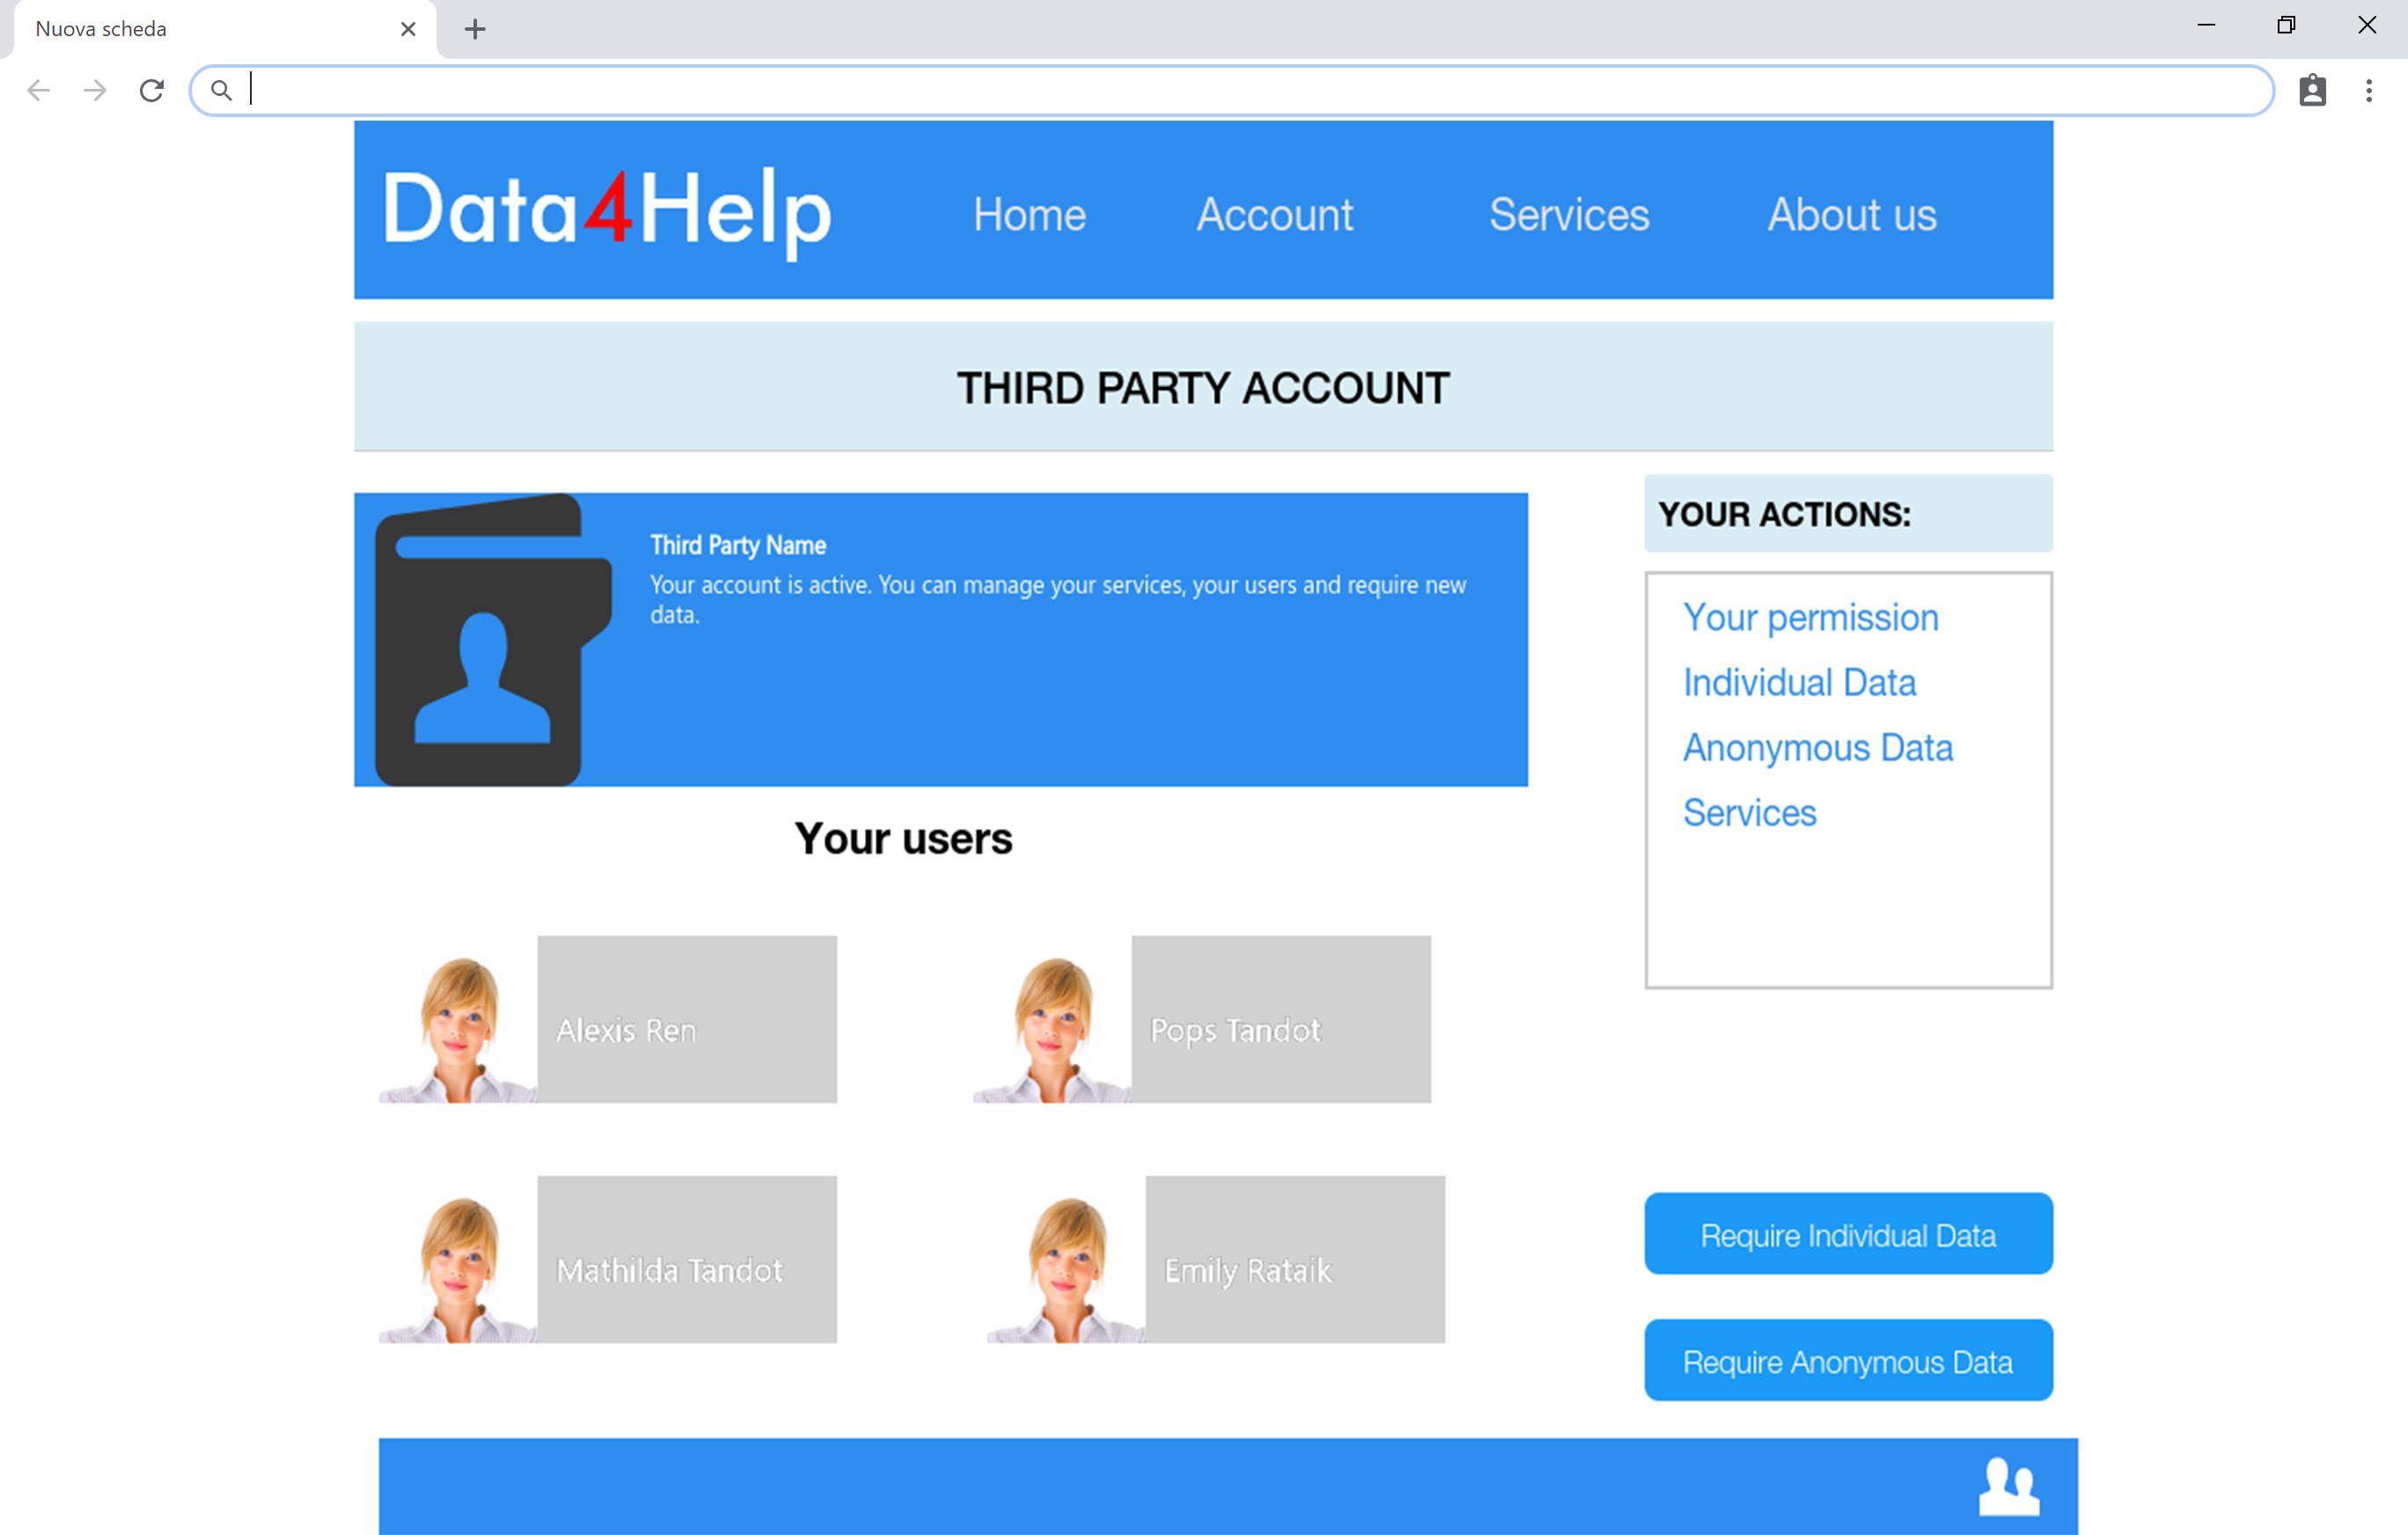 Nuova scheda
Data4Help
Home
Account
Services
About us
THIRD PARTY ACCOUNT
Third Party Name
Your account is active. You can manage your services, your users and require new
data.
YOUR ACTIONS:
Your permission
Individual Data
Anonymous Data
Services
Your users
Alexis Ren
Pops Tandot
Mathilda Tandot
Emily Rataik
Require Individual Data
Require Anonymous Data